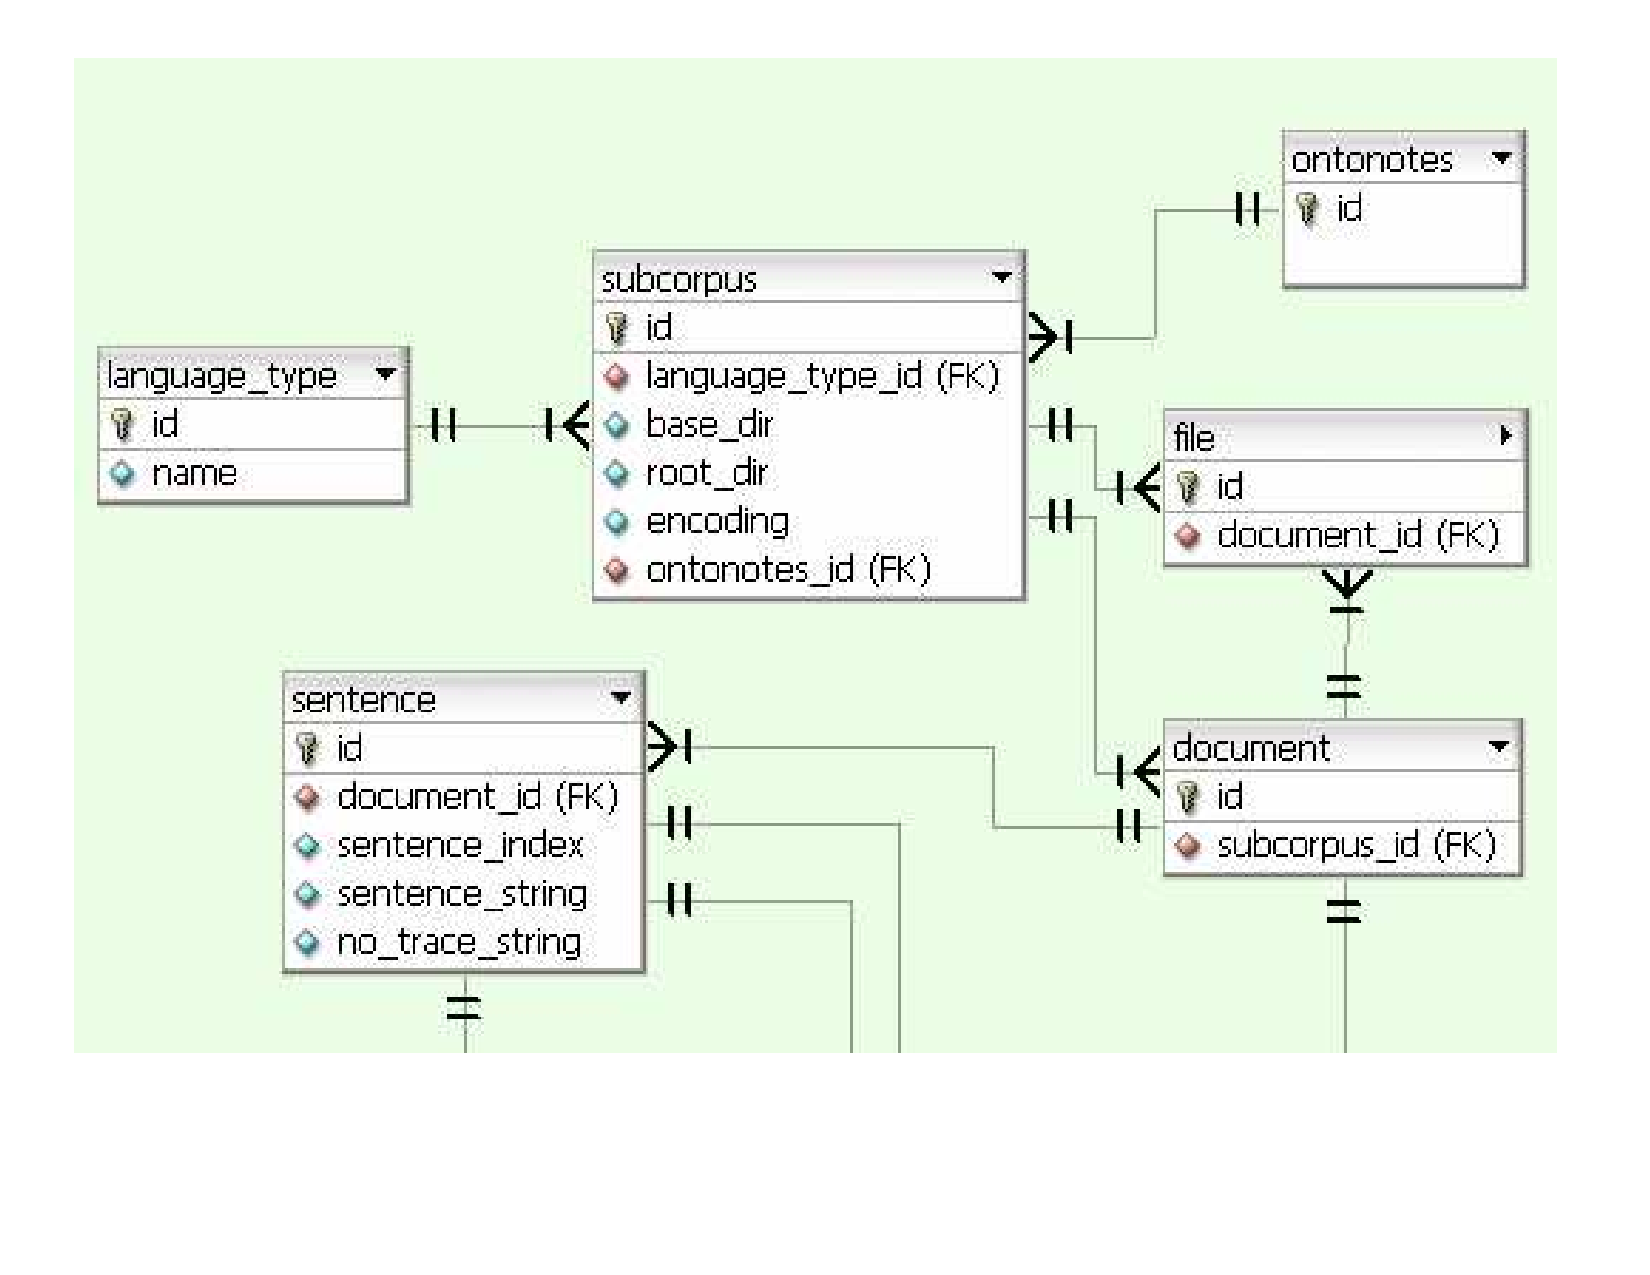 ontonotes
id
subcorpus
id
language_type_id (FK)
base_dir
root_dir
encoding
ontonotes_id (FK)
language_type
id
name
file
id
document_id (FK)
sentence
id
document_id (FK)
sentence_index
sentence_string
no_trace_string
document
id
subcorpus_id (FK)